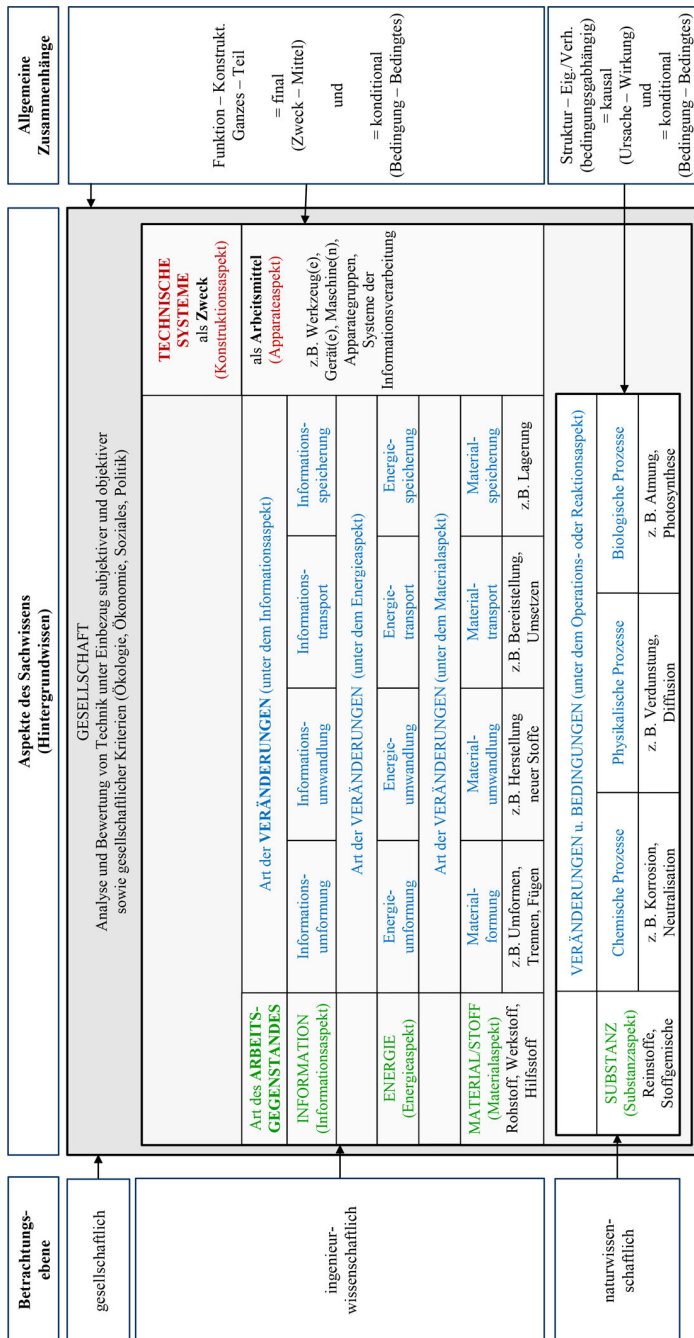 Betrachtungs-
ebene
Aspekte des Sachwissens
(Hintergrundwissen)
Allgemeine
Zusammenhänge
gesellschaftlich
GESELLSCHAFT
Analyse und Bewertung von Technik unter Einbezug subjektiver und objektiver
sowie gesellschaftlicher Kriterien (Ökologie, Ökonomie, Soziales, Politik)
Funktion – Konstrukt.
Ganzes – Teil
= final
(Zweck – Mittel)
und
= konditional
(Bedingung – Bedingtes)
ingenieur-
wissenschaftlich
TECHNISCHE
SYSTEME
als Zweck
(Konstruktionsaspekt)
Art des ARBEITS-
GEGENSTANDES
Art der VERÄNDERUNGEN (unter dem Informationsaspekt)
als Arbeitsmittel
(Apparateaspekt)
z.B. Werkzeug(e),
Gerät(e), Maschine(n),
Apparategruppen,
Systeme der
Informationsverarbeitung
INFORMATION
(Informationsaspekt)
Informations-
umformung
Informations-
umwandlung
Informations-
transport
Informations-
speicherung
Art der VERÄNDERUNGEN (unter dem Energieaspekt)
ENERGIE
(Energieaspekt)
Energie-
umformung
Energie-
umwandlung
Energie-
transport
Energie-
speicherung
Art der VERÄNDERUNGEN (unter dem Materialaspekt)
MATERIAL/STOFF
(Materialaspekt)
Rohstoff, Werkstoff,
Hilfsstoff
Material-
formung
Material-
umwandlung
Material-
transport
Material-
speicherung
z.B. Umformen,
Trennen, Fügen
z.B. Herstellung
neuer Stoffe
z.B. Bereitstellung,
Umsetzen
z.B. Lagerung
naturwissen-
schaftlich
VERÄNDERUNGEN u. BEDINGUNGEN (unter dem Operations- oder Reaktionsaspekt)
SUBSTANZ
(Substanzaspekt)
Reinstoffe,
Stoffgemische
Chemische Prozesse
Physikalische Prozesse
Biologische Prozesse
z. B. Korrosion,
Neutralisation
z. B. Verdunstung,
Diffusion
z. B. Atmung,
Photosynthese
Struktur – Eig./Verh.
(bedingungsabhängig)
= kausal
(Ursache – Wirkung)
und
= konditional
(Bedingung – Bedingtes)